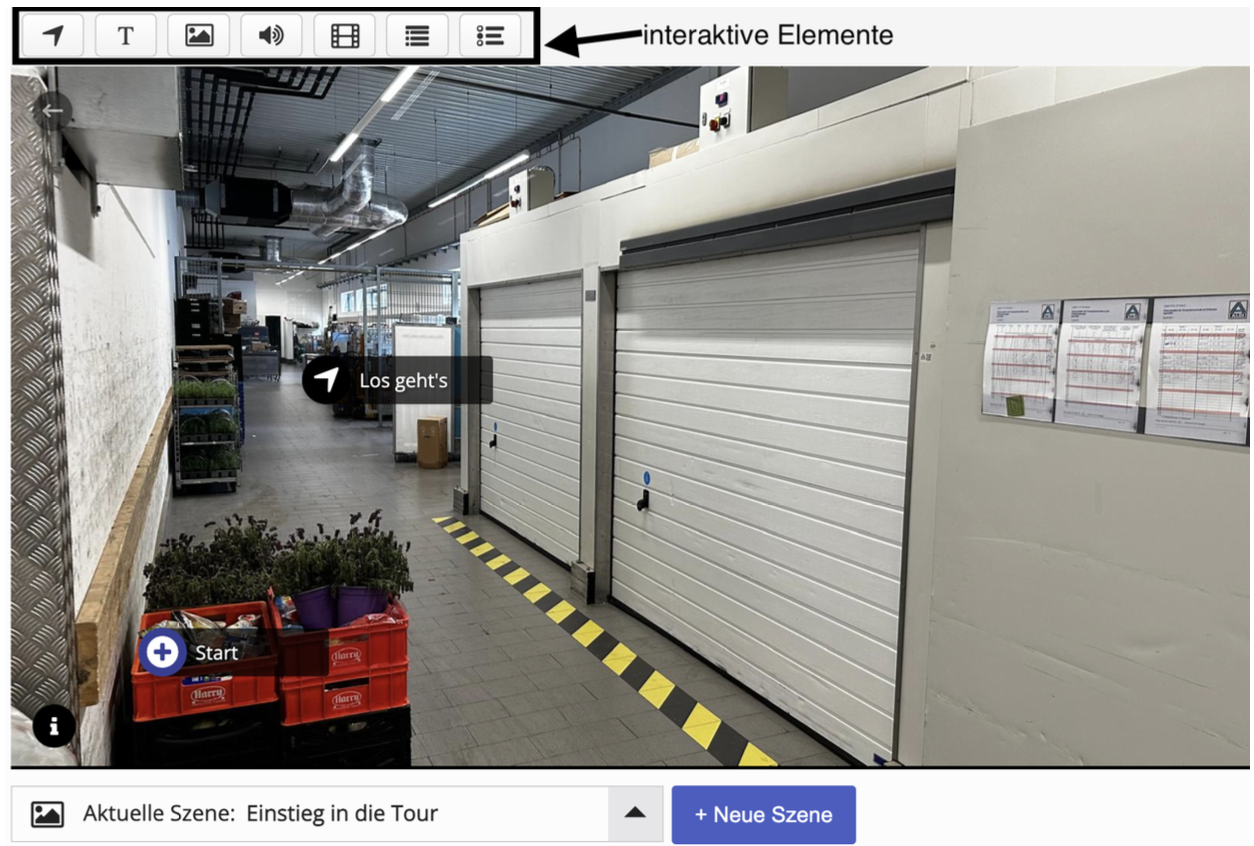 T
interaktive Elemente
Los geht's
Start
Harry
Harry
Harry
i
Aktuelle Szene: Einstieg in die Tour
+ Neue Szene